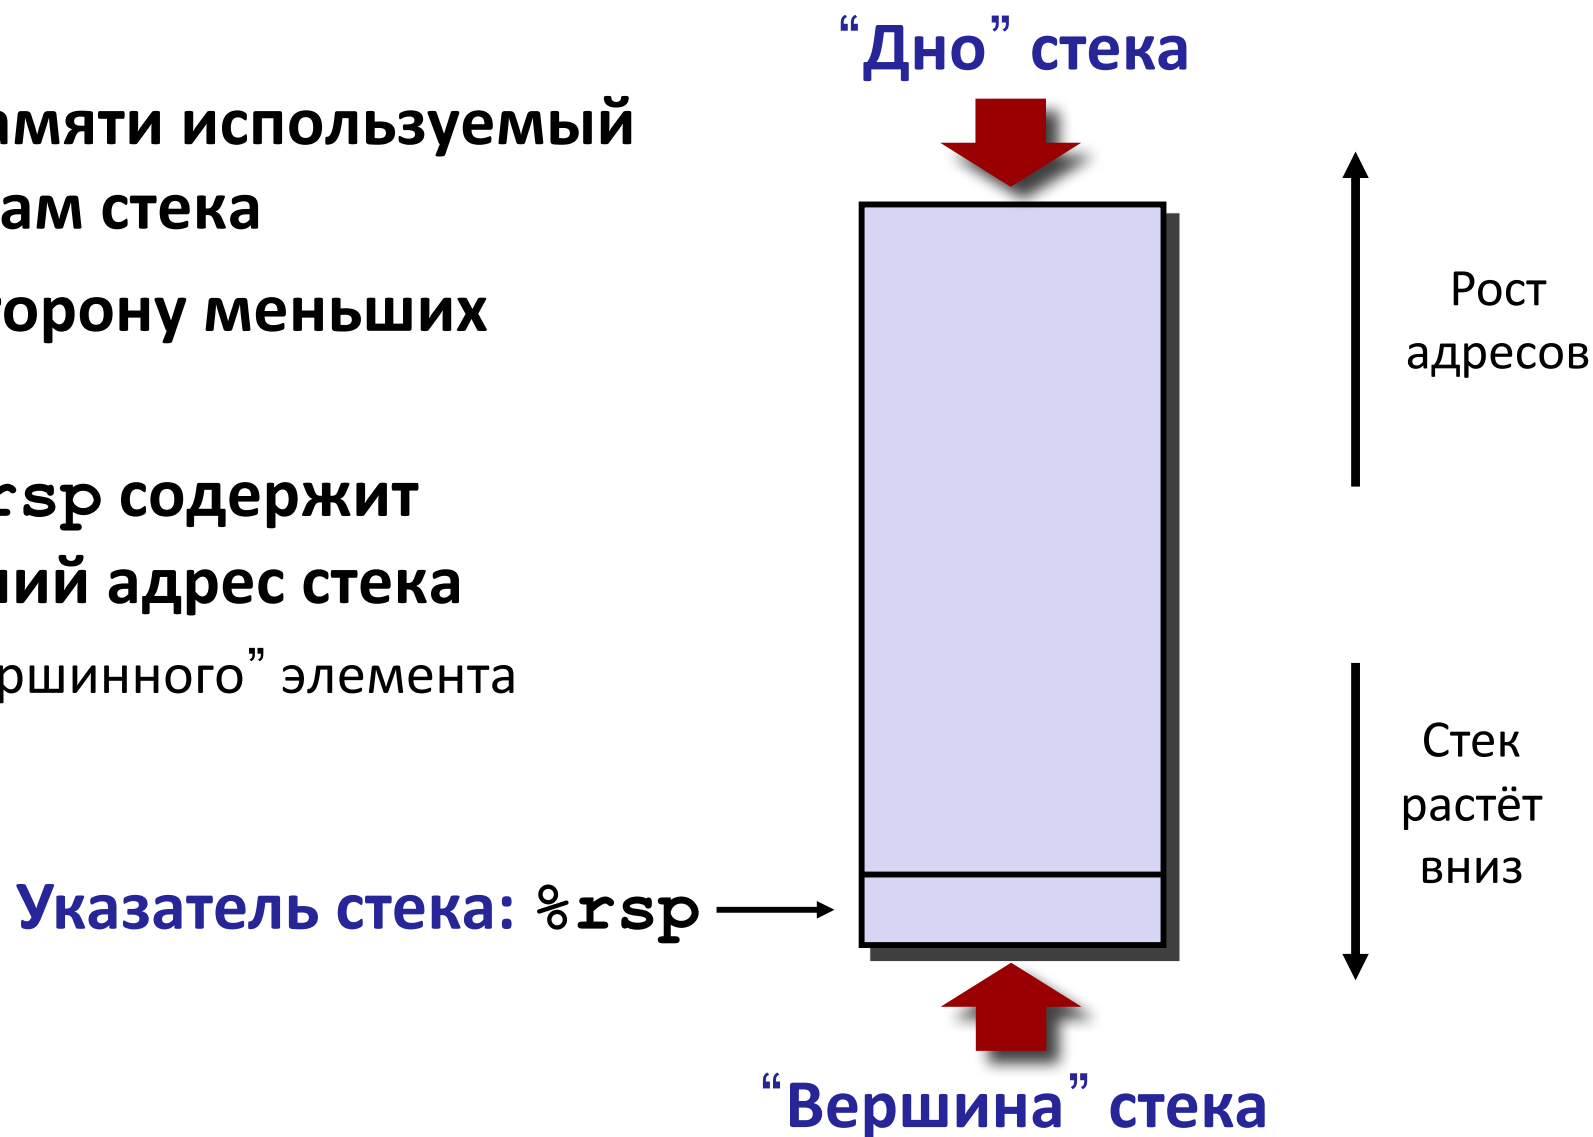 “Дно” стека
амяти используемый
ам стека
торону меньших
rsp содержит
ний адрес стека
ршинного” элемента
Рост
адресов
Стек
растёт
вниз
Указатель стека: %rsp
“Вершина” стека